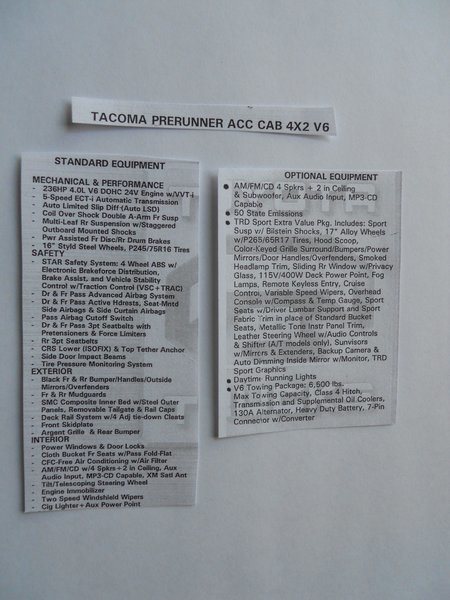 TACOMA PRERUNNER ACC CAB 4X2 V6
STANDARD EQUIPMENT
MECHANICAL & PERFORMANCE
- 236HP 4.0L V6 DOHC 24V Engine w/VVT-i
- 5-Speed ECT-i Automatic Transmission
- Auto Limited Slip Diff (Auto LSD)
- Coil Over Shock Double A-Arm Fr Susp
- Multi-Leaf Rr Suspension w/Staggered
Outboard Mounted Shocks
- Pwr Assisted Fr Disc/Rr Drum Brakes
- 16" Styld Steel Wheels, P245/75R16 Tires
SAFETY
- STAR Safety System: 4 Wheel ABS w/
Electronic Brakeforce Distribution,
Brake Assist, and Vehicle Stability
Control w/Traction Control (VSC + TRAC)
- Dr & Fr Pass Advanced Airbag System
- Dr & Fr Pass Active Hdrests, Seat-Mntd
Side Airbags & Side Curtain Airbags
- Pass Airbag Cutoff Switch
- Dr & Fr Pass 3pt Seatbelts with
Pretensioners & Force Limiters
- Rr 3pt Seatbelts
- CRS Lower (ISOFIX) & Top Tether Anchor
- Side Door Impact Beams
- Tire Pressure Monitoring System
EXTERIOR
- Black Fr & Rr Bumper/Handles/Outside
Mirrors/Overfenders
- Fr & Rr Mudguards
- SMC Composite Inner Bed w/Steel Outer
Panels, Removable Tailgate & Rail Caps
- Deck Rail System w/4 Adj tie-down Cleats
- Front Skidplate
- Argent Grille & Rear Bumper
INTERIOR
- Power Windows & Door Locks
- Cloth Bucket Fr Seats w/Pass Fold-Flat
- CFC-Free Air Conditioning w/Air Filter
- AM/FM/CD w/4 Spkrs+2 in Ceiling, Aux
Audio Input, MP3-CD Capable, XM Satl Ant
- Tilt/Telescoping Steering Wheel
- Engine Immobilizer
- Two Speed Windshield Wipers
- Cig Lighter+Aux Power Point
OPTIONAL EQUIPMENT
• AM/FM/CD 4 Spkrs + 2 in Ceiling
& Subwoofer, Aux Audio Input, MP3-CD
Capable
• 50 State Emissions
• TRD Sport Extra Value Pkg. Includes: Sport
Susp w/ Bilstein Shocks, 17" Alloy Wheels
w/P265/65R17 Tires, Hood Scoop,
Color-Keyed Grille Surround/Bumpers/Power
Mirrors/Door Handles/Overfenders, Smoked
Headlamp Trim, Sliding Rr Window w/Privacy
Glass, 115V/400W Deck Power Point, Fog
Lamps, Remote Keyless Entry, Cruise
Control, Variable Speed Wipers, Overhead
Console w/Compass & Temp Gauge, Sport
Seats w/Driver Lumbar Support and Sport
Fabric Trim in place of Standard Bucket
Seats, Metallic Tone Instr Panel Trim,
Leather Steering Wheel w/Audio Controls
& Shifter (A/T models only), Sunvisors
w/Mirrors & Extenders, Backup Camera &
Auto Dimming Inside Mirror w/Monitor, TRD
Sport Graphics
• Daytime Running Lights
• V6 Towing Package: 6,500 lbs.
Max Towing Capacity, Class 4 Hitch,
Transmission and Supplemental Oil Coolers,
130A Alternator, Heavy Duty Battery, 7-Pin
Connector w/Converter